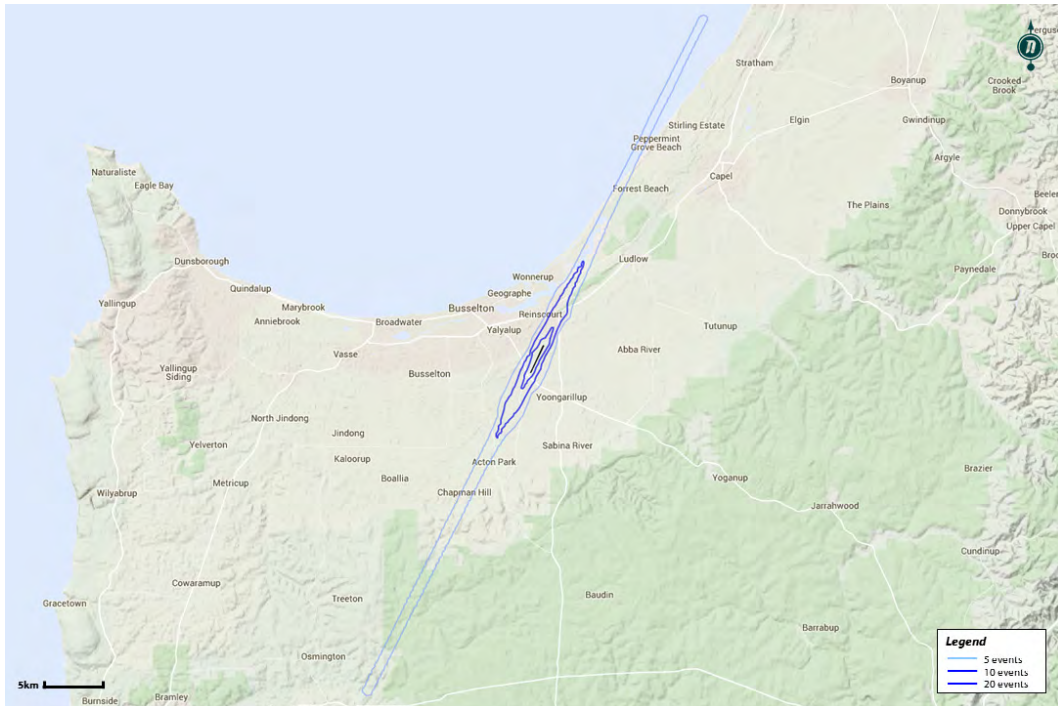 Fergus
Stratham
Boyanup
Crooked
Brook
Elgin
Gwindinup
Stirling Estate
Peppermint
Grove Beach
Argyle
Naturaliste
Eagle Bay
Capel
Forrest Beach
Beeler
The Plains
Donnybrook
Upper Capel
Dunsborough
Ludlow
Broo
Paynedale
Wonnerup
Quindalup
Geographe
Yallingup
Marybrook
Busselton
Reinscourt
Anniebrook
Broadwater
Yalyalup
Tutunup
Vasse
Abba River
Yallingup
Siding
Busselton
Yoongarillup
North Jindong
Jindong
Yelverton
Sabina River
Kaloorup
Acton Park
Metricup
Boallia
Yoganup
Brazier
Wilyabrup
Chapman Hill
Jarrahwood
Cundinup
Cowaramup
Treeton
Baudin
Gracetown
Barrabup
Osmington
Legend
5 events
10 events
20 events
5km
Burnside
Bramley